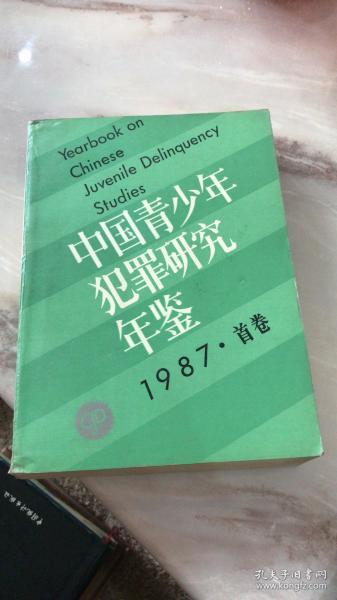 Yearbook on
Chinese
Juvenile Delinquency
Studies
中国青少年
犯罪研究
年鉴
1987·首卷
孔夫子旧书网